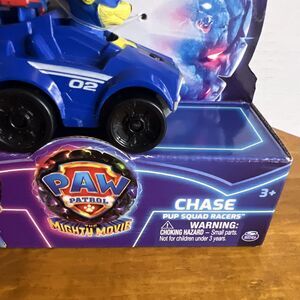 02
PAW
PATROL
THE
MIGHTY MOVIE
CHASE
PUP SQUAD RACERS™
3+
WARNING:
CHOKING HAZARD – Small parts.
Not for children under 3 years.